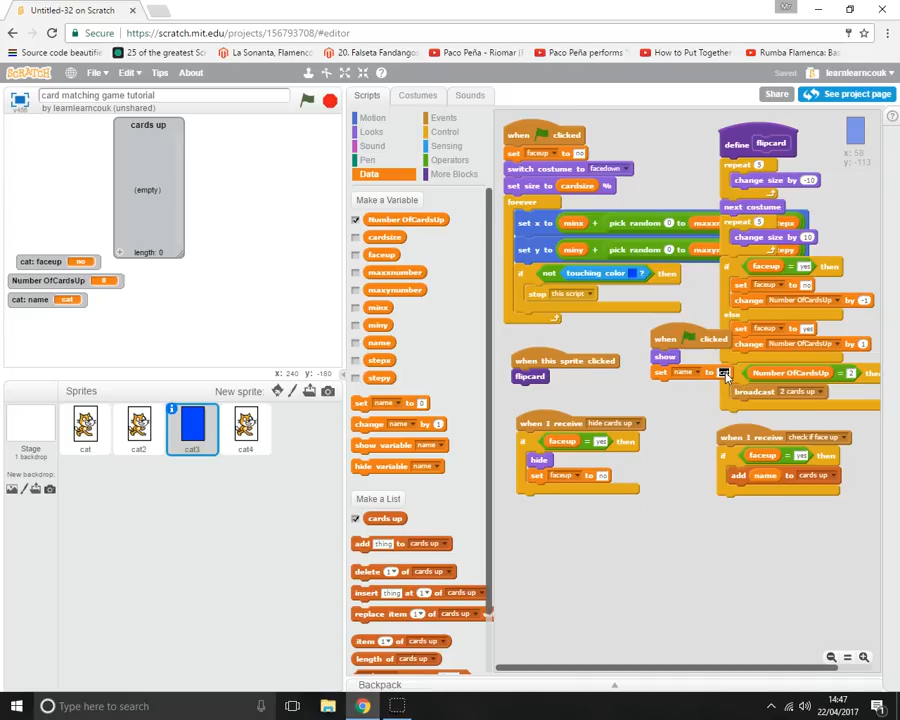 Untitled-32 on Scratch
Secure
https://scratch.mit.edu/projects/156793708/#editor
Source code beautifie
25 of the greatest Scr
La Sonanta, Flamenco
20. Falseta Fandangos
Paco Peña - Riomar (F
Paco Peña performs "
How to Put Together
Rumba Flamenca: Bas
SCRATCH
File
Edit
Tips
About
Saved
learnlearncouk
card matching game tutorial
by learnlearncouk (unshared)
Scripts
Costumes
Sounds
Share
See project page
cards up
(empty)
length: 0
cat: faceup no
Number OfCardsUp
cat: name cat
x: 240 y: -180
Sprites
New sprite:
Stage
1 backdrop
New backdrop:
cat
cat2
cat3
cat4
Motion
Looks
Sound
Pen
Data
Events
Control
Sensing
Operators
More Blocks
Make a Variable
Number OfCardsUp
cardsize
faceup
maxxnumber
maxynumber
minx
miny
name
stepx
stepy
set name to 0
change name by 1
show variable name
hide variable name
Make a List
cards up
add thing to cards up
delete 1 of cards up
insert thing at 1 of cards up
replace item 1 of cards up
item 1 of cards up
length of cards up
when clicked
set faceup to no
switch costume to facedown
set size to cardsize %
forever
set x to minx + pick random 0 to maxx
set y to miny + pick random 0 to maxy
if not touching color ? then
stop this script
when this sprite clicked
flipcard
when I receive hide cards up
if faceup = yes then
hide
set faceup to no
when clicked
show
set name to
define flipcard
repeat 5
change size by -10
next costume
repeat 5
change size by 10
if faceup = yes then
set faceup to no
change Number OfCardsUp by -1
else
set faceup to yes
change Number OfCardsUp by 1
Number OfCardsUp = 2 then
broadcast 2 cards up
when I receive check if face up
if faceup = yes then
add name to cards up
x: 58
y: -113
Backpack
Type here to search
14:47
22/04/2017